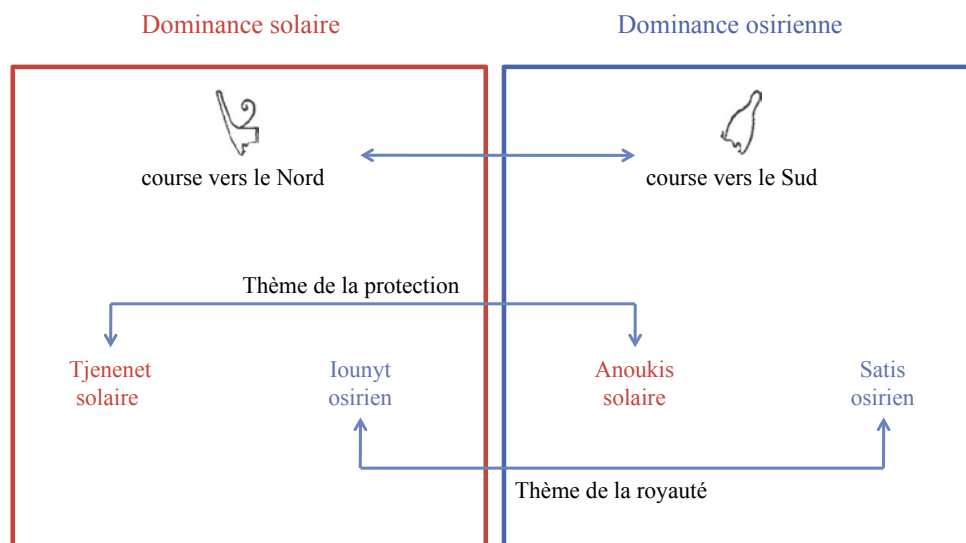 Dominance solaire
Dominance osirienne
course vers le Nord
course vers le Sud
Thème de la protection
Tjenenet
solaire
Iounyt
osirien
Anoukis
solaire
Satis
osirien
Thème de la royauté